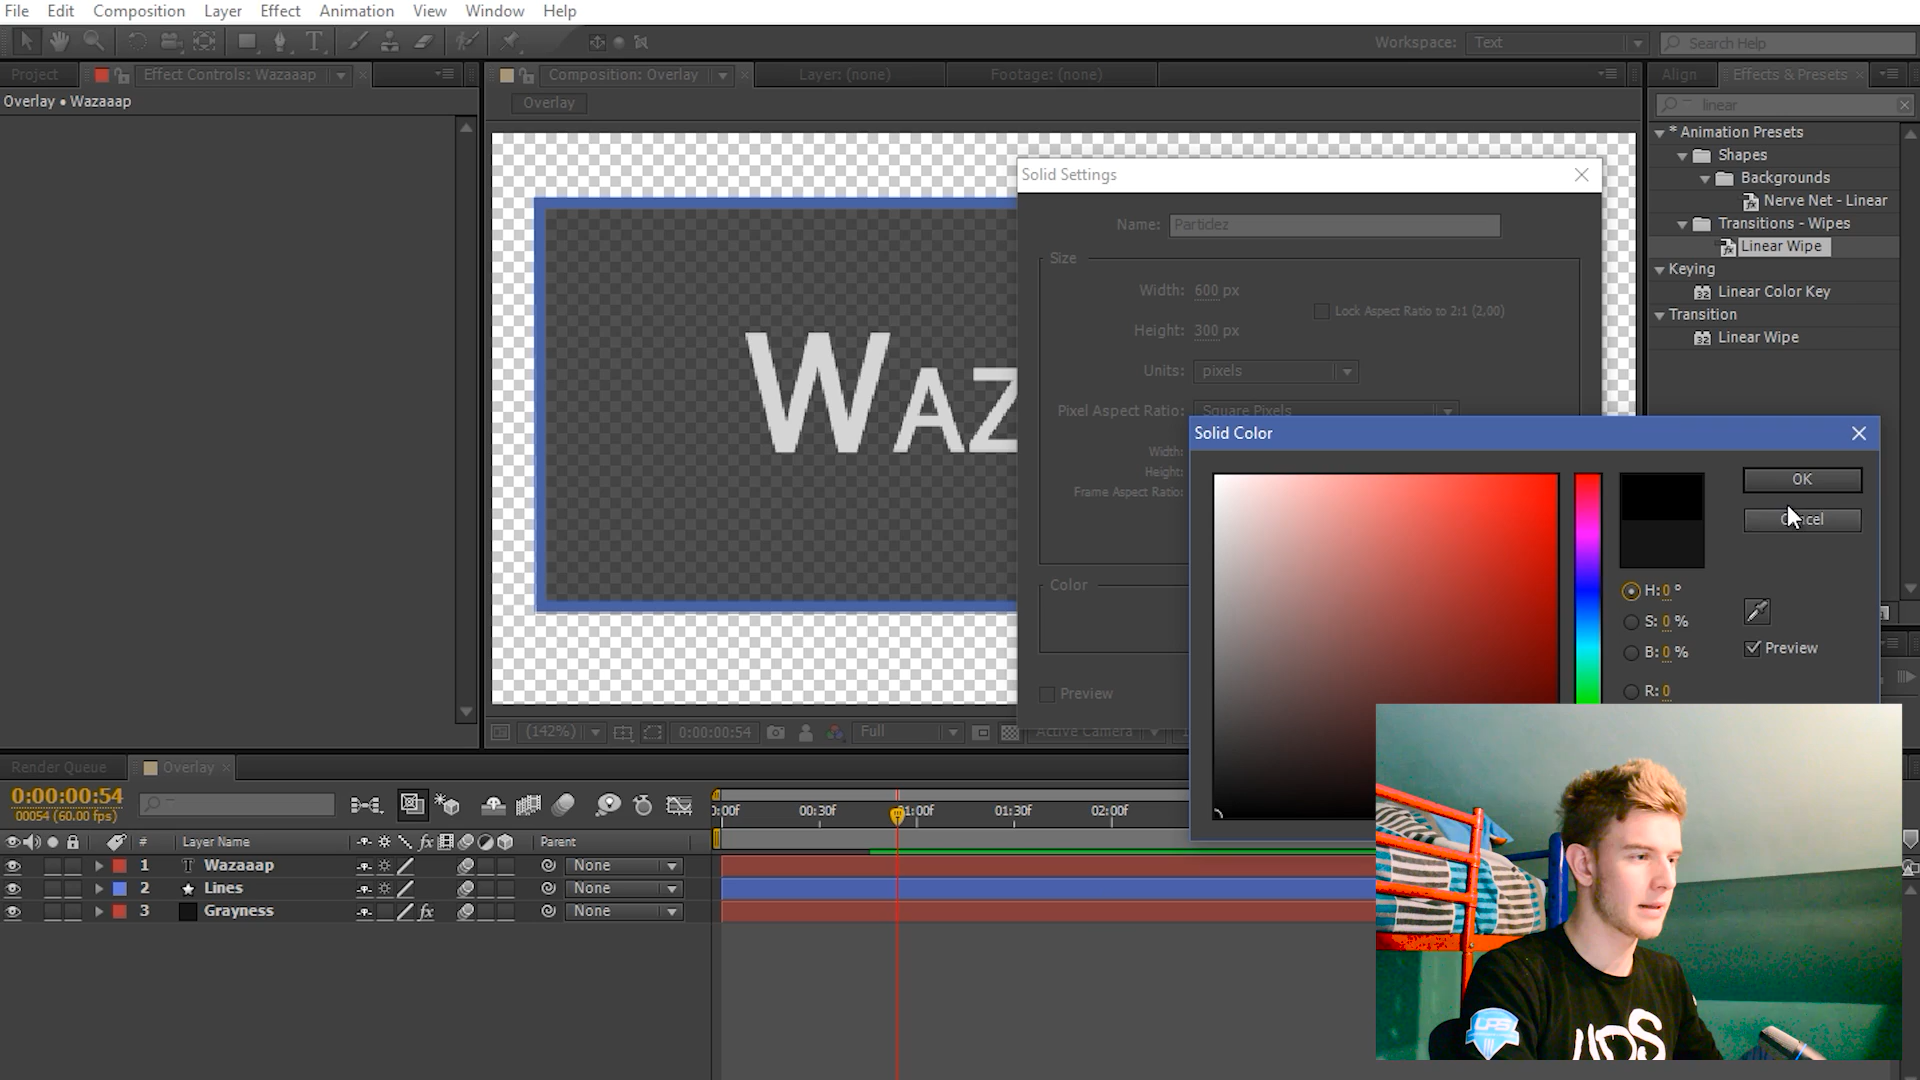 File Edit Composition Layer Effect Animation View Window Help
Workspace: Text Search Help
Project Effect Controls: Wazaaap Composition: Overlay Layer: (none) Footage: (none) Align Effects & Presets
Overlay • Wazaaap
Overlay
linear
* Animation Presets
Shapes
Backgrounds
Nerve Net - Linear
Transitions - Wipes
Linear Wipe
Keying
Linear Color Key
Transition
Linear Wipe
WAZ
Solid Settings
Name: Particlez
Size
Width: 600 px
Lock Aspect Ratio to 2:1 (2,00)
Height: 300 px
Units: pixels
Pixel Aspect Ratio: Square Pixels
Width:
Height:
Frame Aspect Ratio:
Color
Preview
Solid Color
OK
H: 0 °
S: 0 %
B: 0 %
Preview
R: 0
(142%) 0:00:00:54 Full Active Camera
Render Queue Overlay
0:00:00:54
00054 (60.00 fps)
00:30f 01:00f 01:30f 02:00f
# Layer Name fx Parent
1 T Wazaaap None
2 Lines None
3 Grayness fx None
UPS